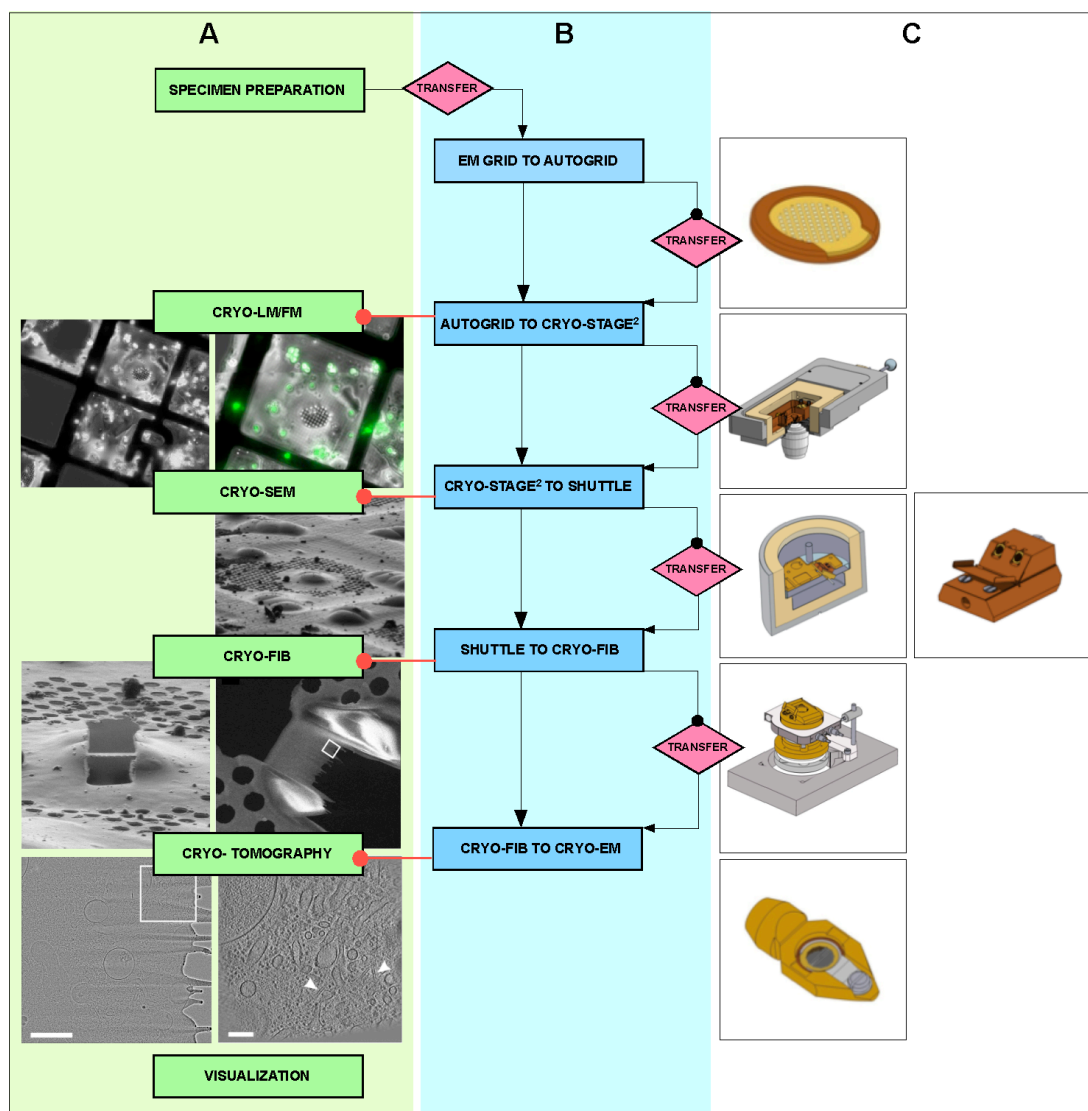 A
B
C
SPECIMEN PREPARATION
TRANSFER
EM GRID TO AUTOGRID
TRANSFER
CRYO-LM/FM
AUTOGRID TO CRYO-STAGE²
TRANSFER
CRYO-SEM
CRYO-STAGE² TO SHUTTLE
TRANSFER
CRYO-FIB
SHUTTLE TO CRYO-FIB
TRANSFER
CRYO- TOMOGRAPHY
CRYO-FIB TO CRYO-EM
VISUALIZATION